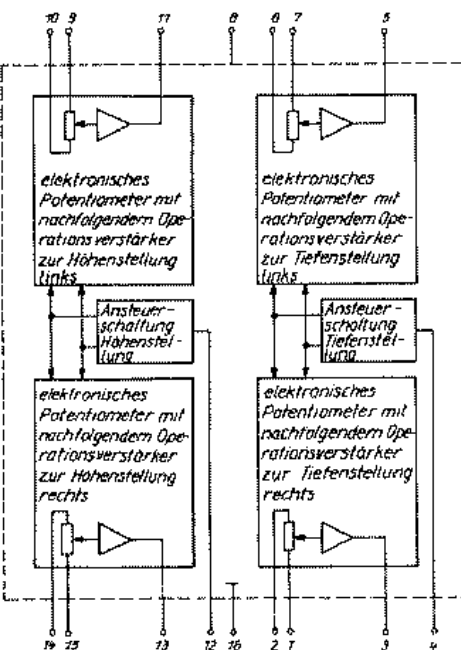 10 9 11 8 6 7 5
elektronisches
Potentiometer mit
nachfolgendem Ope-
rationsverstärker
zur Höhenstellung
links
elektronisches
Potentiometer mit
nachfolgendem Ope-
rationsverstärker
zur Tiefenstellung
links
Ansteuer-
schaltung
Höhenstel-
lung
Ansteuer-
schaltung
Tiefenstel-
lung
elektronisches
Potentiometer mit
nachfolgendem Ope-
rationsverstärker
zur Höhenstellung
rechts
elektronisches
Potentiometer mit
nachfolgendem Ope-
rationsverstärker
zur Tiefenstellung
rechts
14 15 13 12 16 2 1 3 4